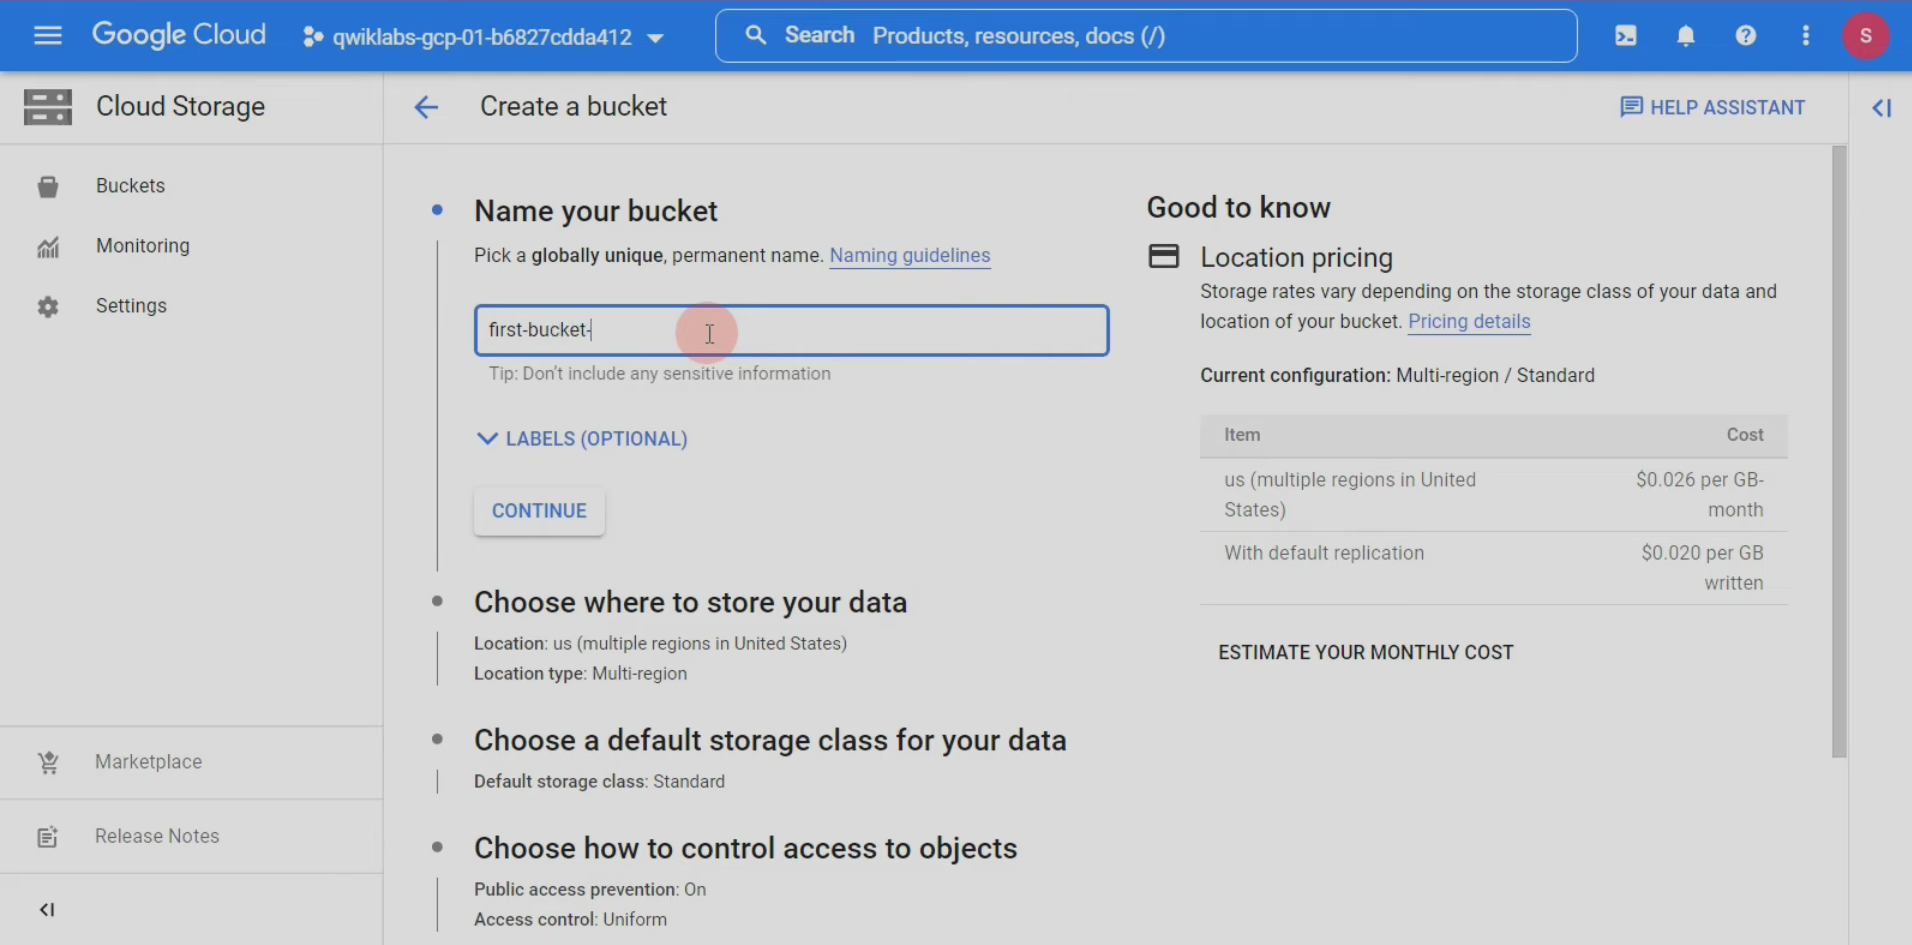 Google Cloud
qwiklabs-gcp-01-b6827cdda412
Search Products, resources, docs (/)
S
Cloud Storage
Create a bucket
HELP ASSISTANT
Buckets
Monitoring
Settings
Marketplace
Release Notes
Name your bucket
Pick a globally unique, permanent name. Naming guidelines
first-bucket-
Tip: Don't include any sensitive information
LABELS (OPTIONAL)
CONTINUE
Choose where to store your data
Location: us (multiple regions in United States)
Location type: Multi-region
Choose a default storage class for your data
Default storage class: Standard
Choose how to control access to objects
Public access prevention: On
Access control: Uniform
Good to know
Location pricing
Storage rates vary depending on the storage class of your data and
location of your bucket. Pricing details
Current configuration: Multi-region / Standard
Item Cost
us (multiple regions in United $0.026 per GB-
States) month
With default replication $0.020 per GB
written
ESTIMATE YOUR MONTHLY COST